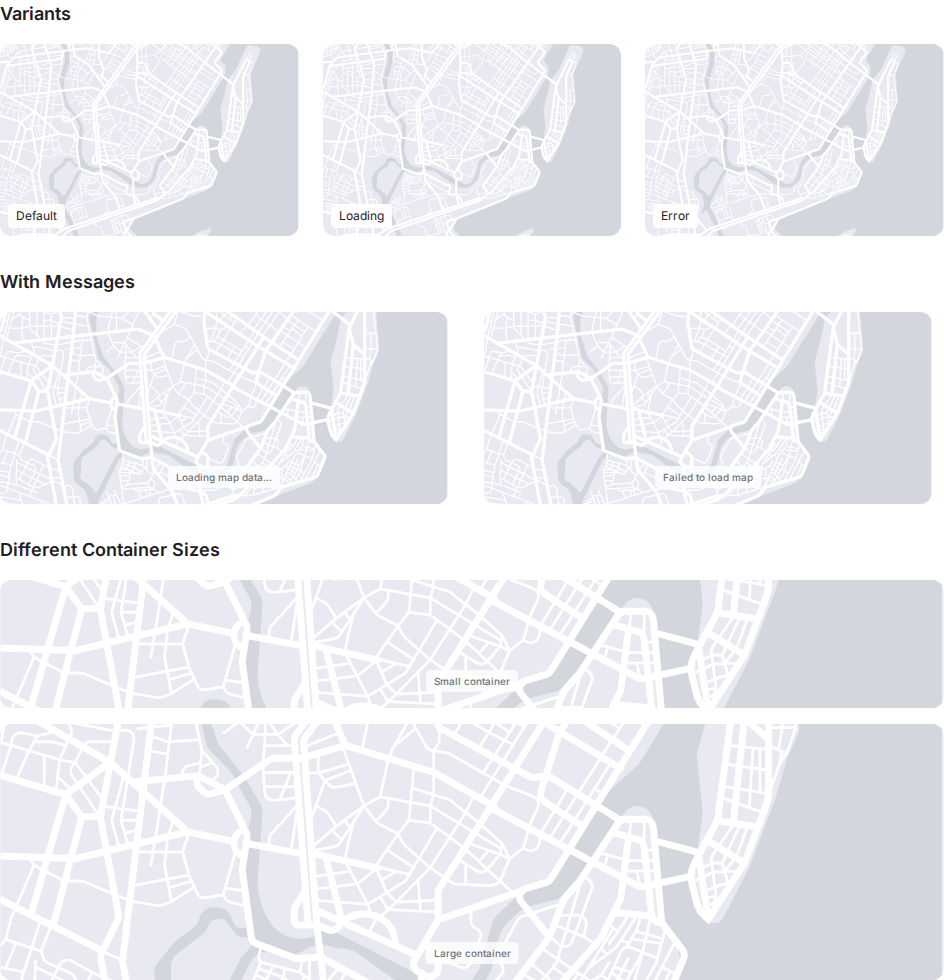 Variants
Default
Loading
Error
With Messages
Loading map data...
Failed to load map
Different Container Sizes
Small container
Large container